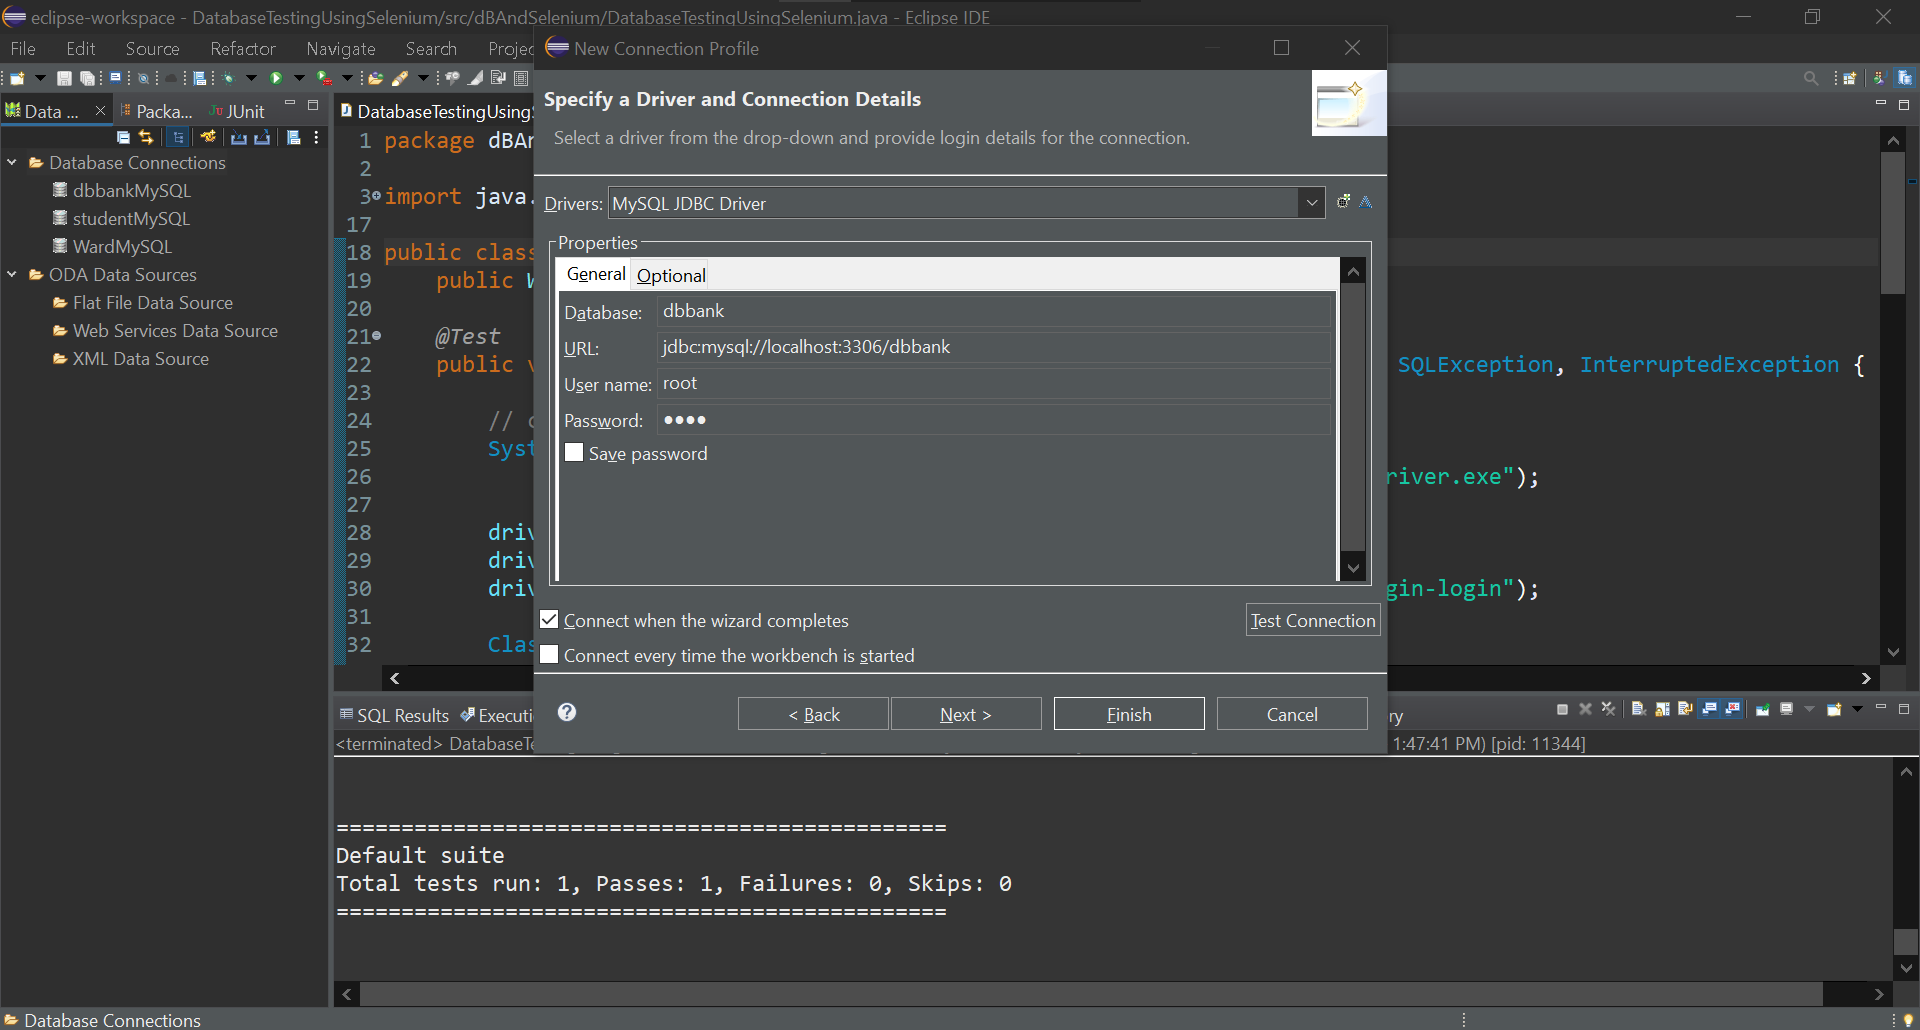 eclipse-workspace - DatabaseTestingUsingSelenium/src/dBAndSelenium/DatabaseTestingUsingSelenium.java - Eclipse IDE
File Edit Source Refactor Navigate Search Projec
New Connection Profile
Specify a Driver and Connection Details
Select a driver from the drop-down and provide login details for the connection.
Drivers: MySQL JDBC Driver
Properties
General Optional
Database: dbbank
URL: jdbc:mysql://localhost:3306/dbbank
User name: root
Password: ●●●●
Save password
Connect when the wizard completes
Test Connection
Connect every time the workbench is started
< Back Next > Finish Cancel
Data ... Packa... JUnit
Database Connections
dbbankMySQL
studentMySQL
WardMySQL
ODA Data Sources
Flat File Data Source
Web Services Data Source
XML Data Source
DatabaseTestingUsing
1 package dBAn
2
3 import java.
17
18 public class
19 public W
20
21 @Test
22 public v SQLException, InterruptedException {
23
24 // c
25 Syst
26 river.exe");
27
28 driv
29 driv
30 driv gin-login");
31
32 Clas
SQL Results Executi ry
<terminated> DatabaseTe 1:47:41 PM) [pid: 11344]
===============================================
Default suite
Total tests run: 1, Passes: 1, Failures: 0, Skips: 0
===============================================
Database Connections